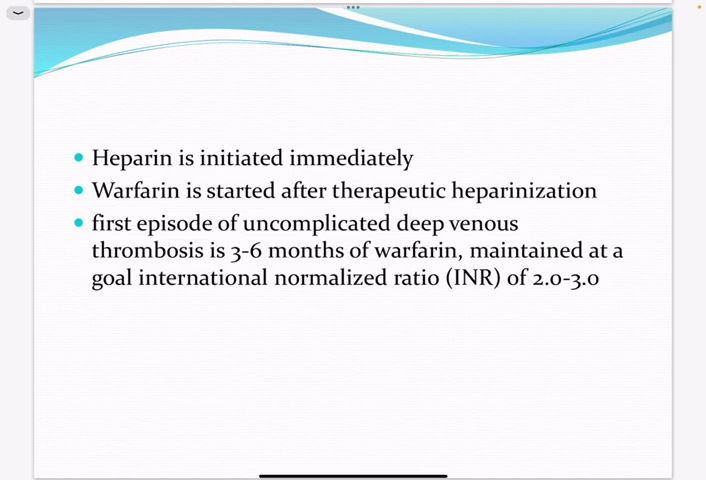 Heparin is initiated immediately
Warfarin is started after therapeutic heparinization
first episode of uncomplicated deep venous
thrombosis is 3-6 months of warfarin, maintained at a
goal international normalized ratio (INR) of 2.0-3.0